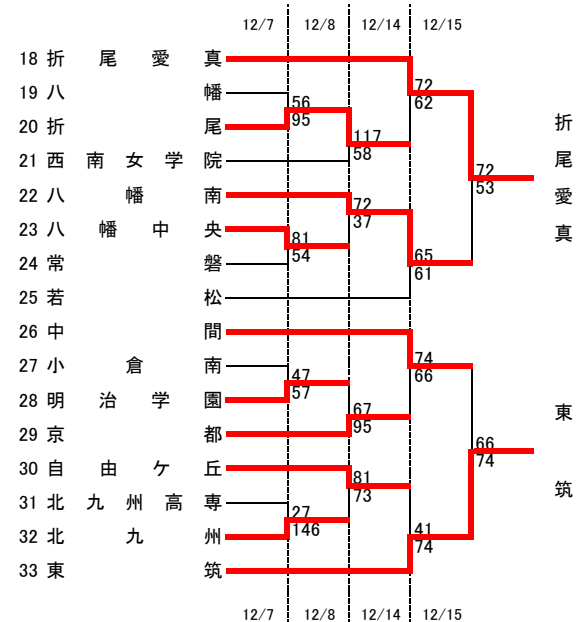 12/7 12/8 12/14 12/15
18 折尾愛真
19 八幡
20 折尾
21 西南女学院
22 八幡南
23 八幡中央
24 常磐
25 若松
26 中間
27 小倉南
28 明治学園
29 京都
30 自由ケ丘
31 北九州高専
32 北九州
33 東筑
56
95
81
54
47
57
27
146
117
58
72
37
67
95
81
73
72
62
65
61
74
66
41
74
72
53
66
74
折尾愛真
東筑
12/7 12/8 12/14 12/15